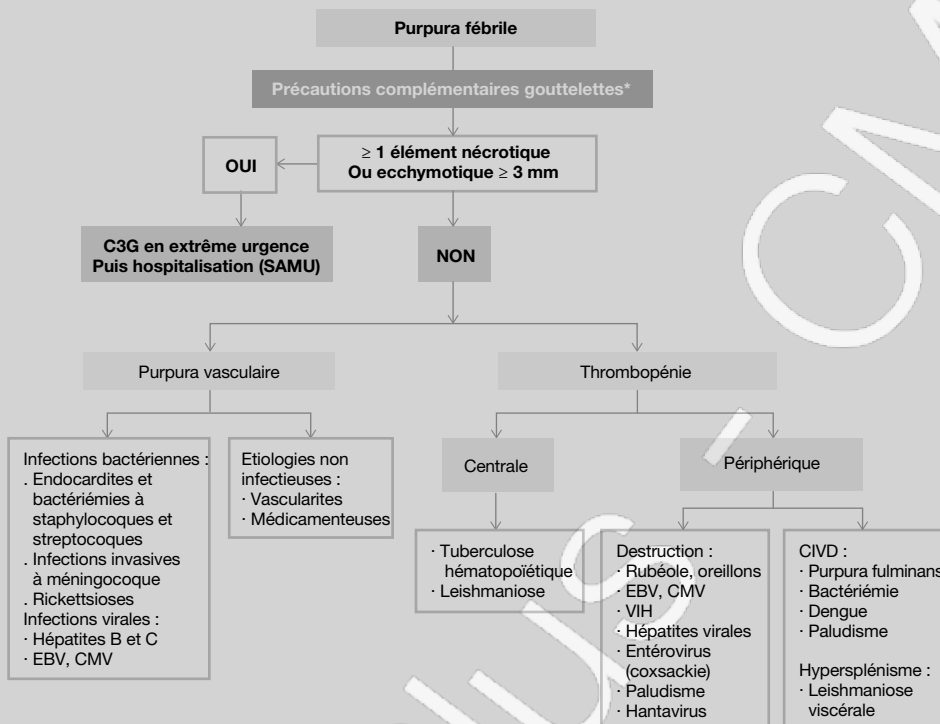 Purpura fébrile
Précautions complémentaires gouttelettes*
≥ 1 élément nécrotique
Ou ecchymotique ≥ 3 mm
OUI
C3G en extrême urgence
Puis hospitalisation (SAMU)
NON
Purpura vasculaire
Thrombopénie
Infections bactériennes :
. Endocardites et
bactériémies à
staphylocoques et
streptocoques
. Infections invasives
à méningocoque
. Rickettsioses
Infections virales :
· Hépatites B et C
· EBV, CMV
Etiologies non
infectieuses :
· Vascularites
· Médicamenteuses
Centrale
Périphérique
· Tuberculose
hématopoïétique
· Leishmaniose
Destruction :
· Rubéole, oreillons
· EBV, CMV
· VIH
· Hépatites virales
· Entérovirus
(coxsackie)
· Paludisme
· Hantavirus
CIVD :
· Purpura fulminans
· Bactériémie
· Dengue
· Paludisme
Hypersplénisme :
· Leishmaniose
viscérale